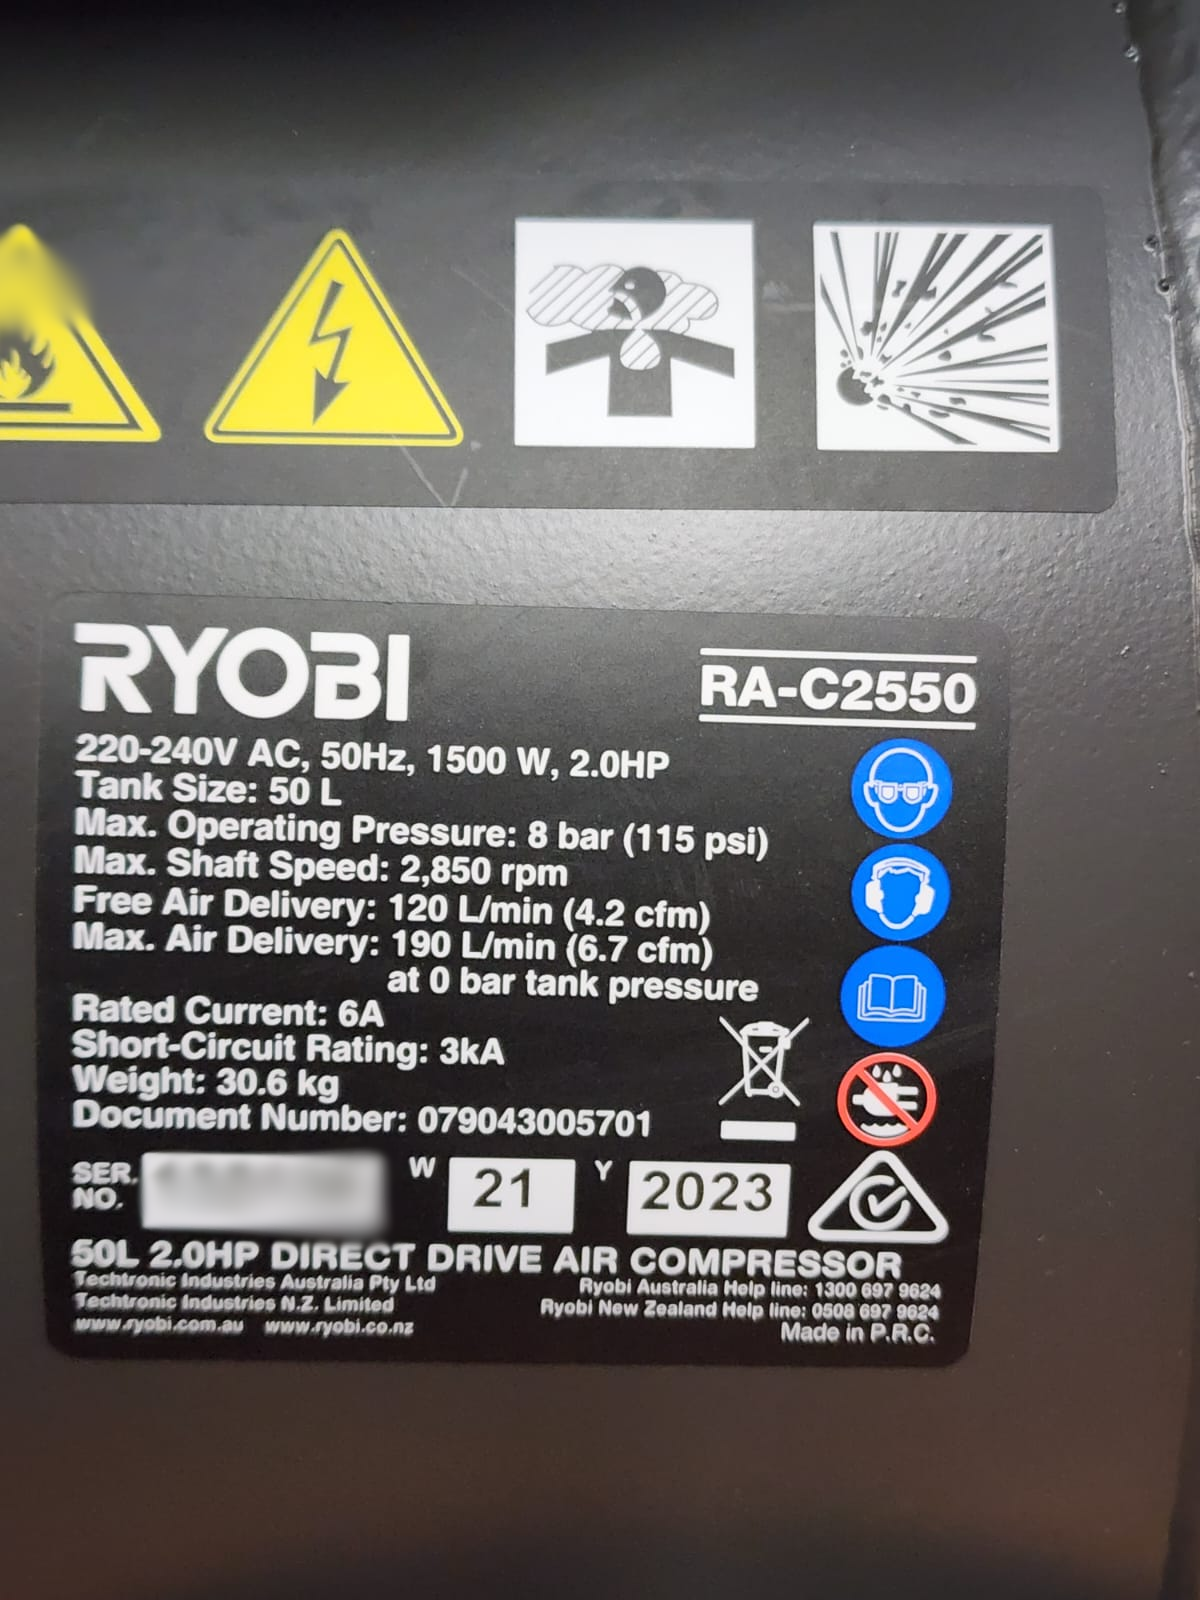 RYOBI
RA-C2550
220-240V AC, 50Hz, 1500 W, 2.0HP
Tank Size: 50 L
Max. Operating Pressure: 8 bar (115 psi)
Max. Shaft Speed: 2,850 rpm
Free Air Delivery: 120 L/min (4.2 cfm)
Max. Air Delivery: 190 L/min (6.7 cfm)
at 0 bar tank pressure
Rated Current: 6A
Short-Circuit Rating: 3kA
Weight: 30.6 kg
Document Number: 079043005701
SER. NO. W 21 Y 2023
50L 2.0HP DIRECT DRIVE AIR COMPRESSOR
Techtronic Industries Australia Pty Ltd Ryobi Australia Help line: 1300 697 9624
Techtronic Industries N.Z. Limited Ryobi New Zealand Help line: 0508 697 9624
www.ryobi.com.au www.ryobi.co.nz Made in P.R.C.